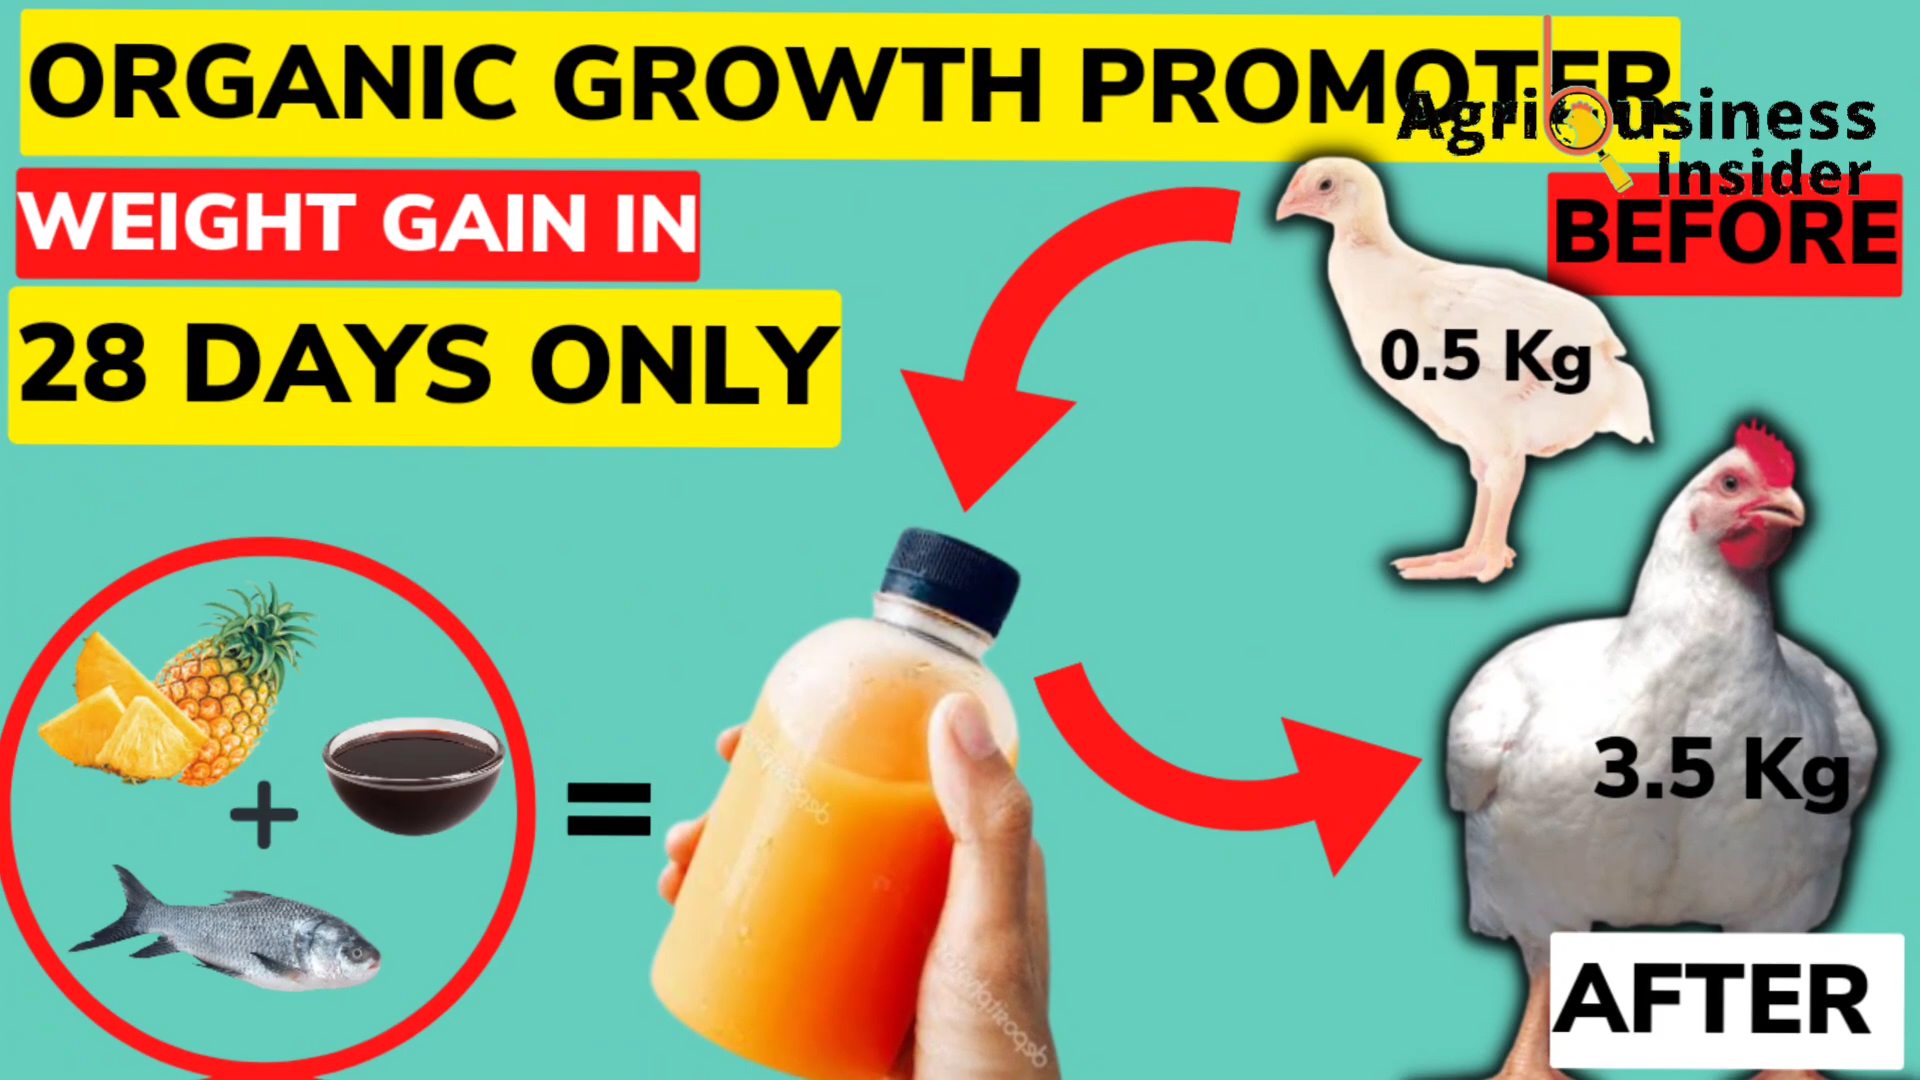 ORGANIC GROWTH PROMOTER
Agribusiness
Insider
WEIGHT GAIN IN
BEFORE
28 DAYS ONLY
0.5 Kg
+
=
3.5 Kg
AFTER